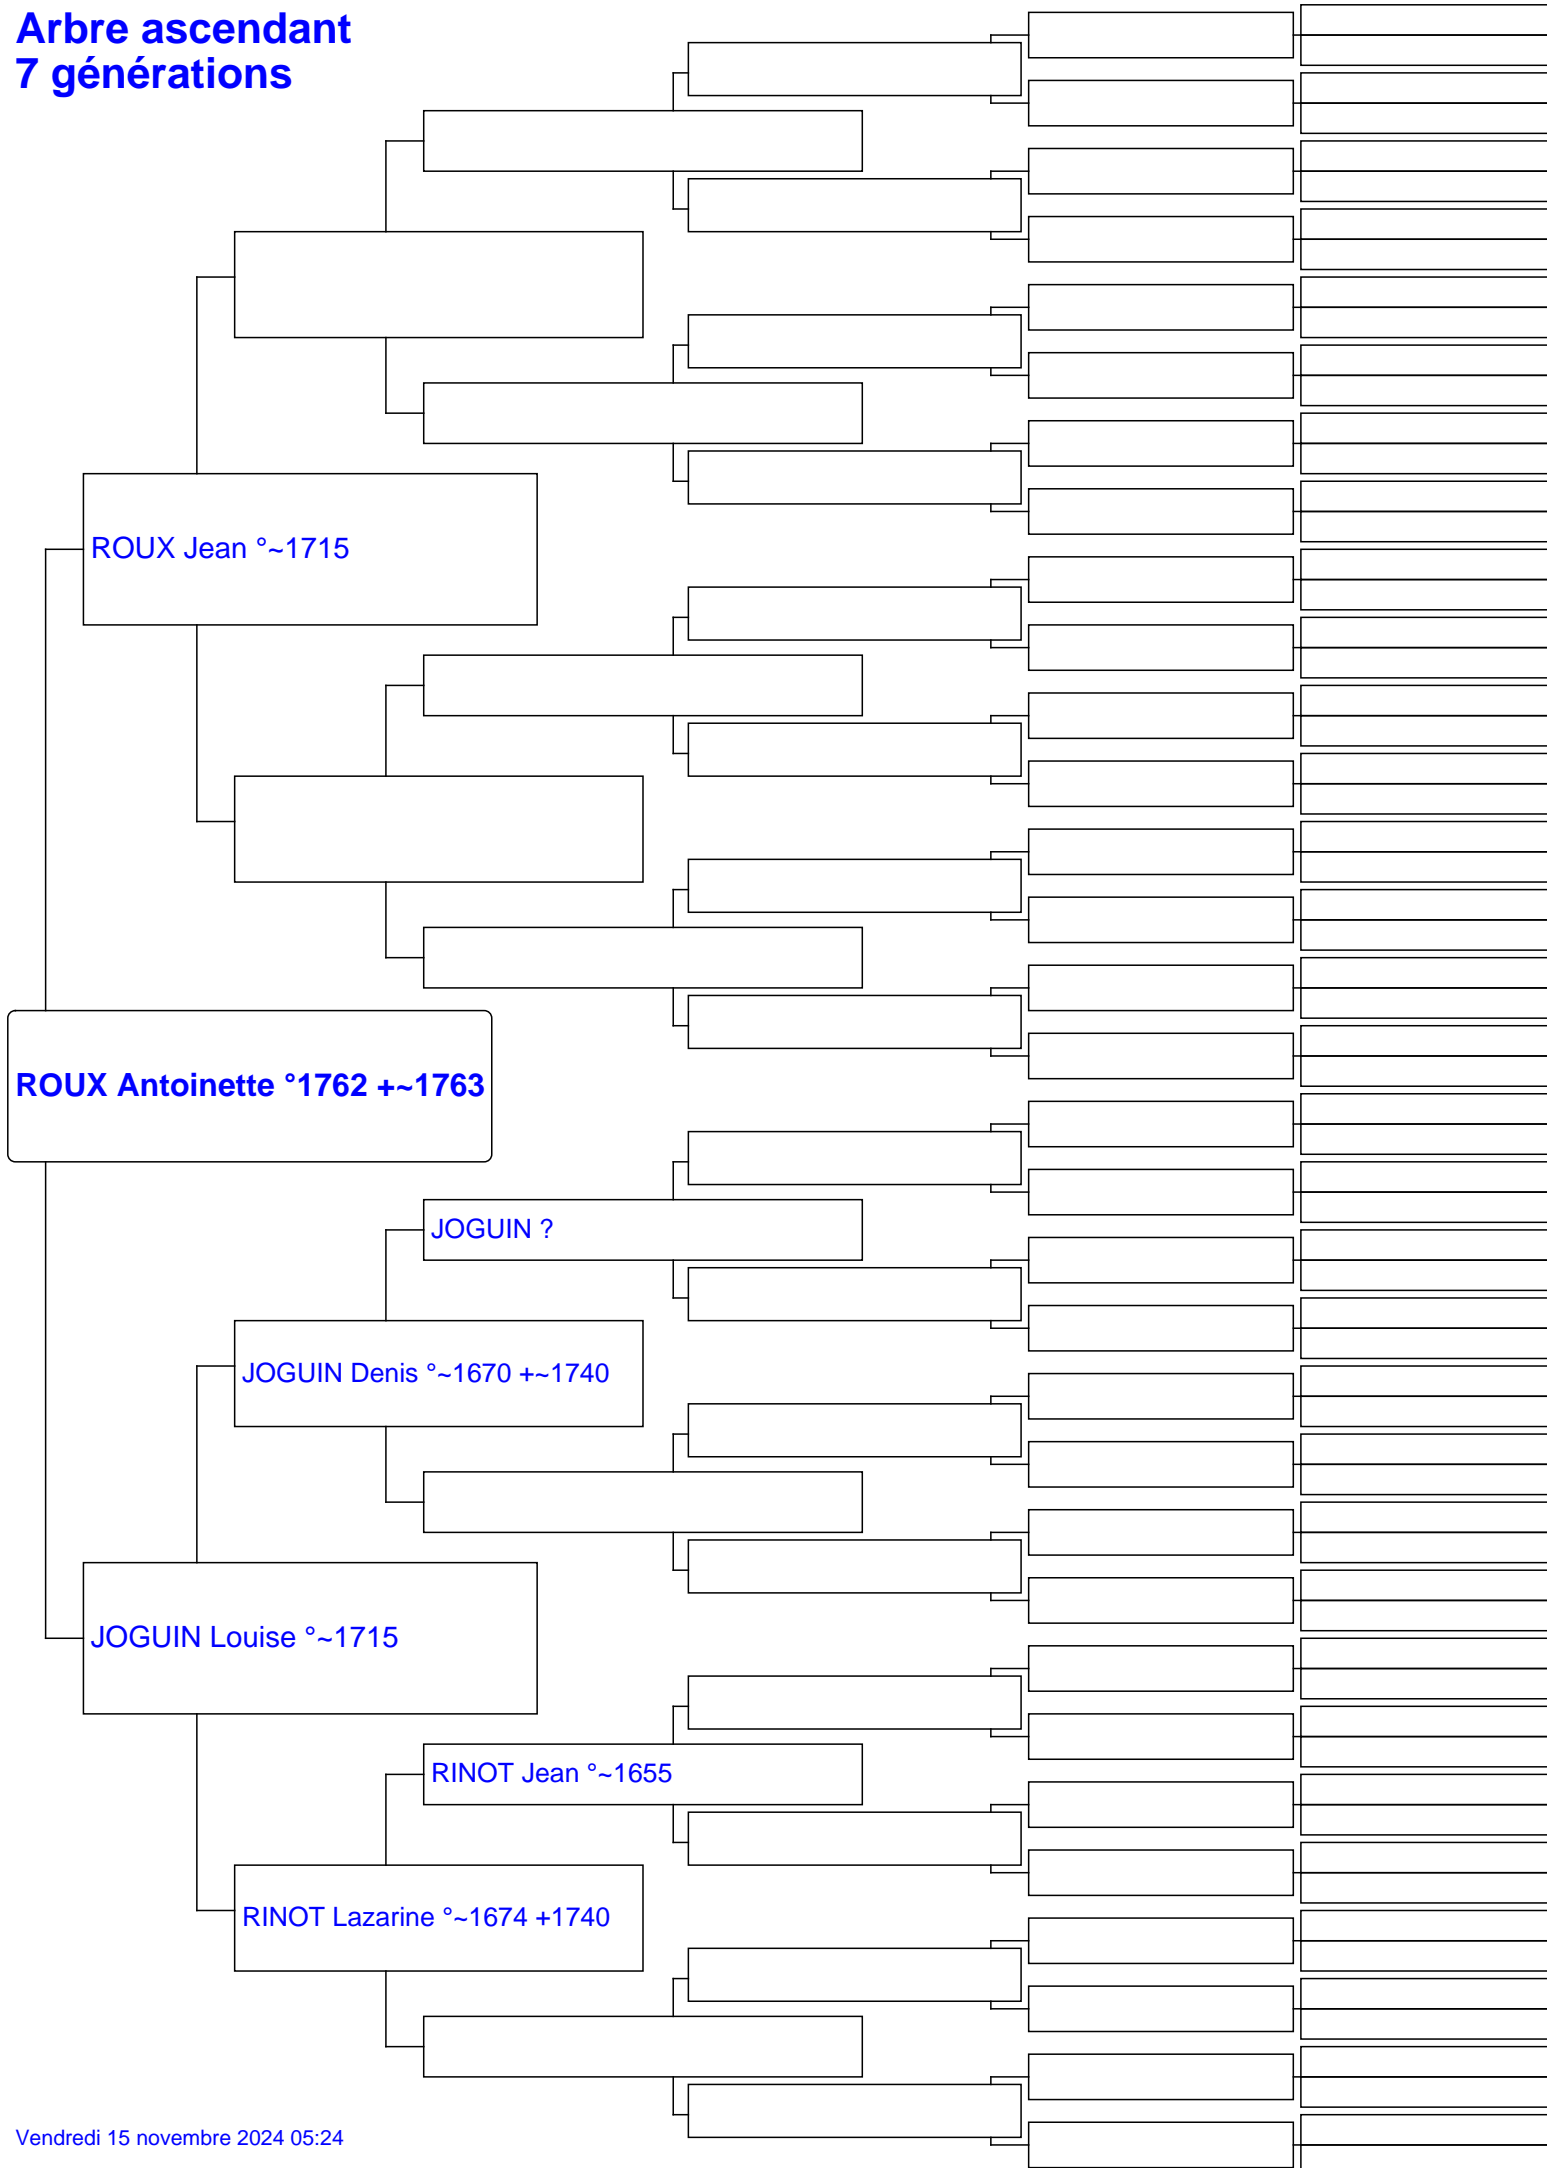 Arbre ascendant
7 générations
ROUX Jean °~1715
ROUX Antoinette °1762 +~1763
JOGUIN ?
JOGUIN Denis °~1670 +~1740
JOGUIN Louise °~1715
RINOT Jean °~1655
RINOT Lazarine °~1674 +1740
Vendredi 15 novembre 2024 05:24